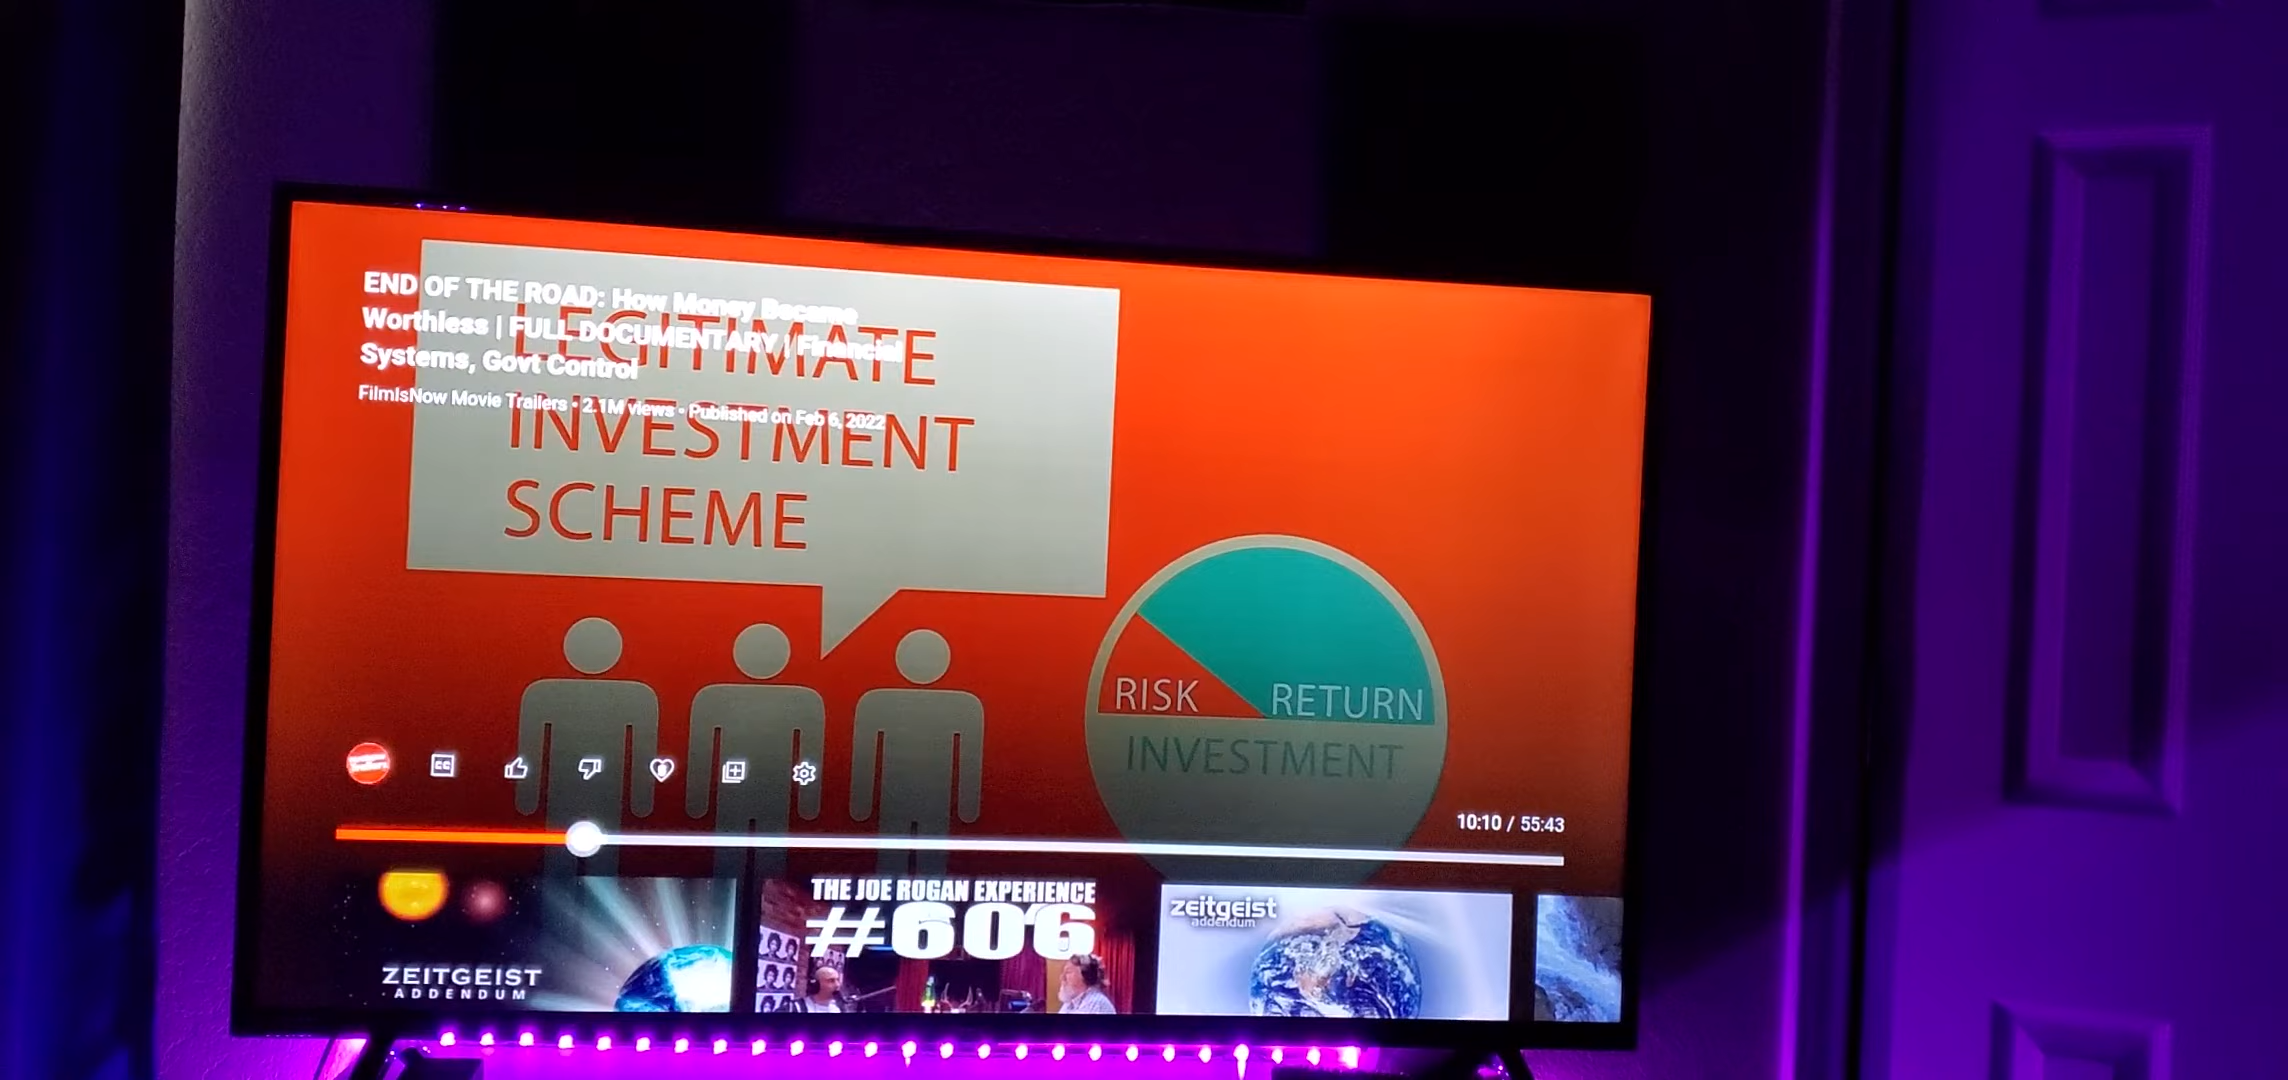 END OF THE ROAD: How Money Became
Worthless | FULL DOCUMENTARY | Financial
Systems, Govt Control
FilmIsNow Movie Trailers • 2.1M views • Published on Feb 6, 2022
LEGITIMATE
INVESTMENT
SCHEME
RISK
RETURN
INVESTMENT
CC
10:10 / 55:43
ZEITGEIST
ADDENDUM
THE JOE ROGAN EXPERIENCE
#606
zeitgeist
addendum